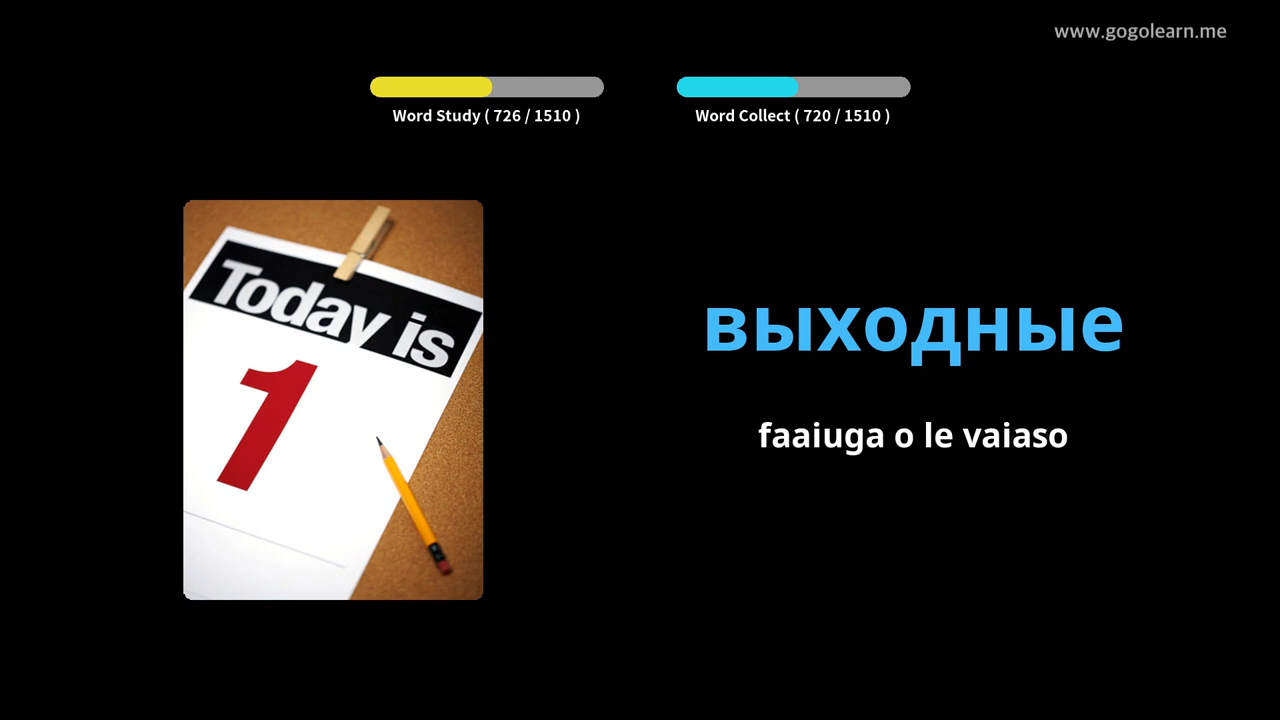 www.gogolearn.me
Word Study ( 726 / 1510 )
Word Collect ( 720 / 1510 )
Today is
1
выходные
faaiuga o le vaiaso